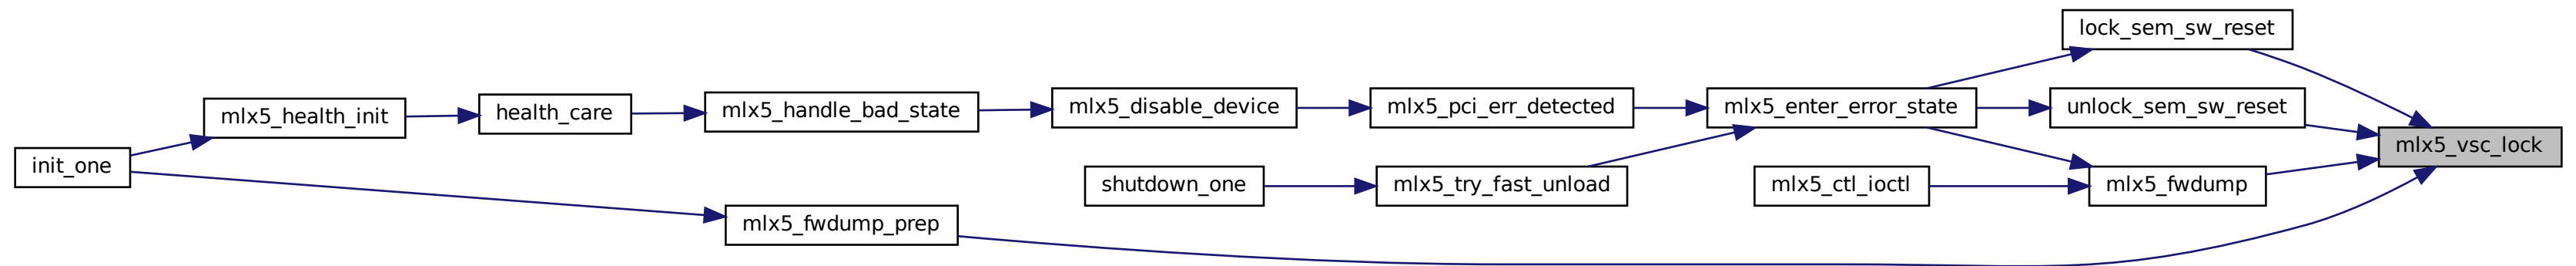 lock_sem_sw_reset
mlx5_health_init
health_care
mlx5_handle_bad_state
mlx5_disable_device
mlx5_pci_err_detected
mlx5_enter_error_state
unlock_sem_sw_reset
mlx5_vsc_lock
init_one
shutdown_one
mlx5_try_fast_unload
mlx5_ctl_ioctl
mlx5_fwdump
mlx5_fwdump_prep